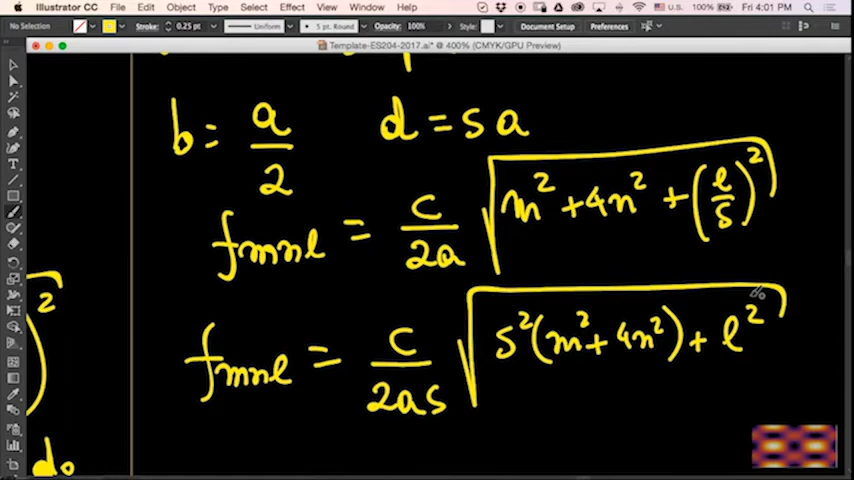 Illustrator CC File Edit Object Type Select Effect View Window Help U.S. 100% Fri 4:01 PM
No Selection Stroke: 0.25 pt Uniform 5 pt. Round Opacity: 100% Style: Document Setup Preferences
Template-ES204-2017.ai* @ 400% (CMYK/GPU Preview)
b = a/2 d = sa
fmnl = c/2a √(m² + 4n² + (l/s)²)
2
fmnl = c/2as √(s²(m² + 4n²) + l²)
do